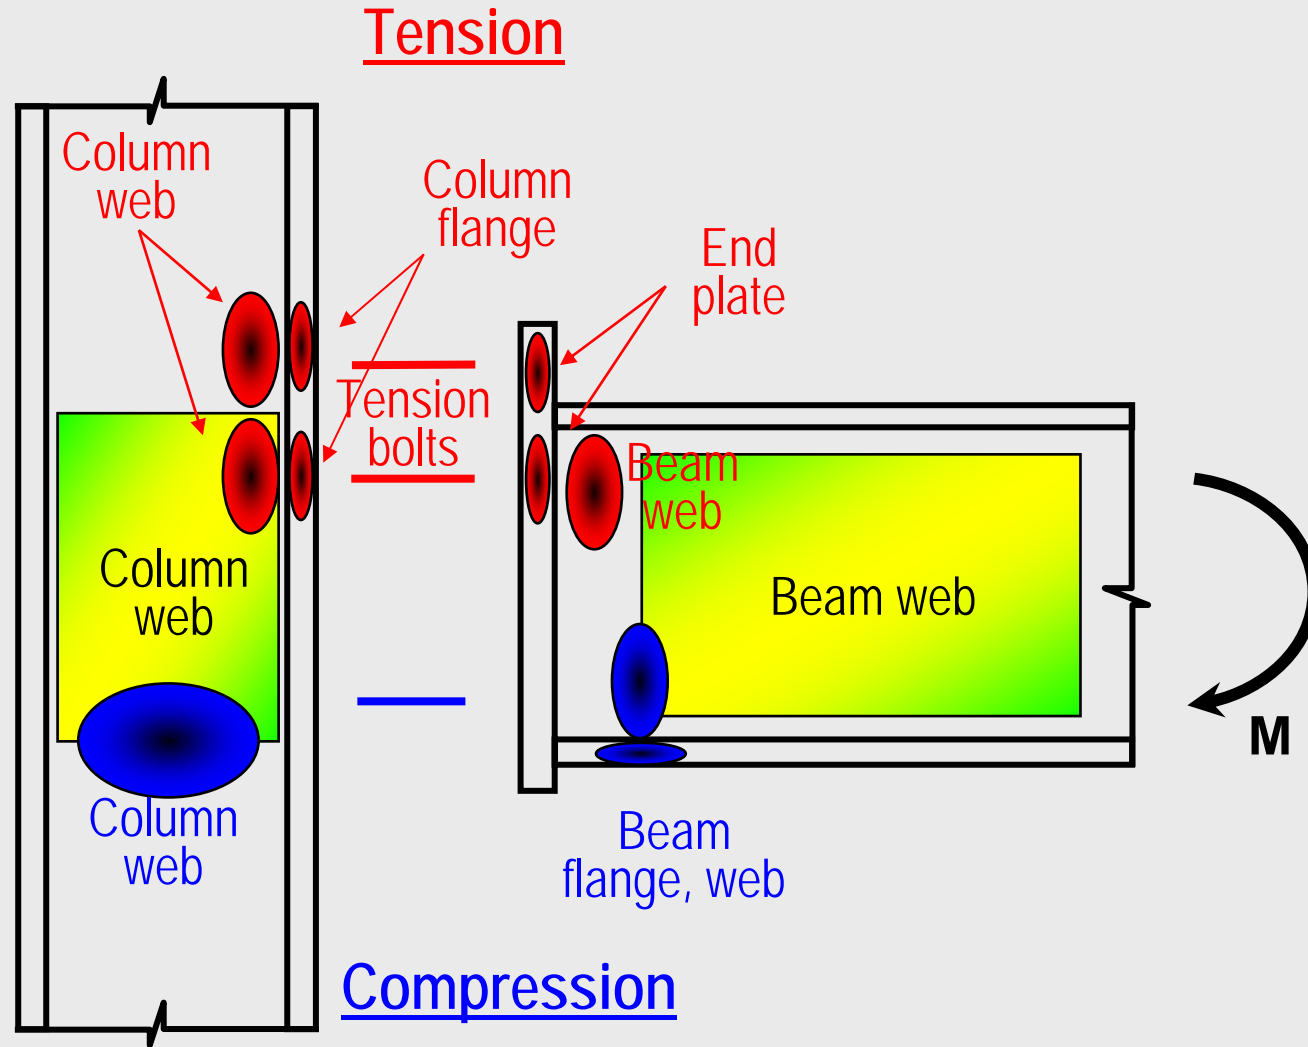 Tension
Column
web
Column
flange
End
plate
Tension
bolts
Beam
web
Column
web
Beam web
M
Column
web
Beam
flange, web
Compression